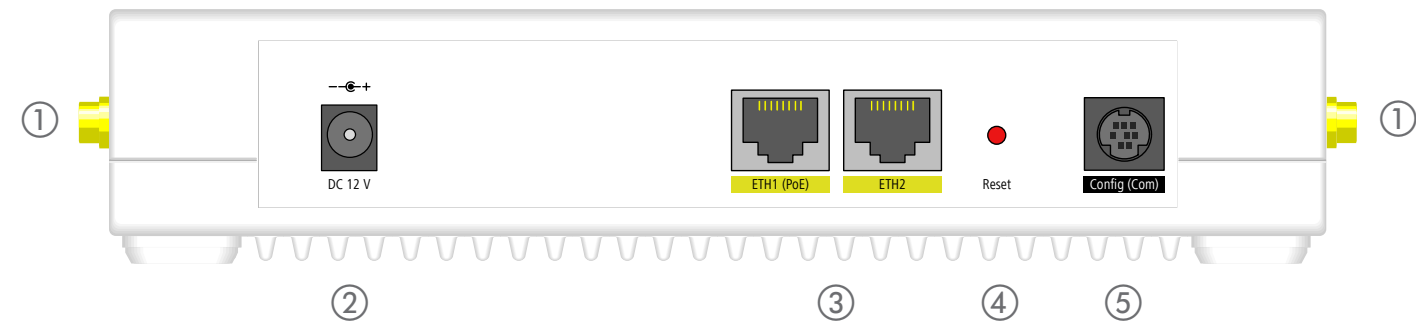 ①
①
DC 12 V
ETH1 (PoE)
ETH2
Reset
Config (Com)
②
③
④
⑤